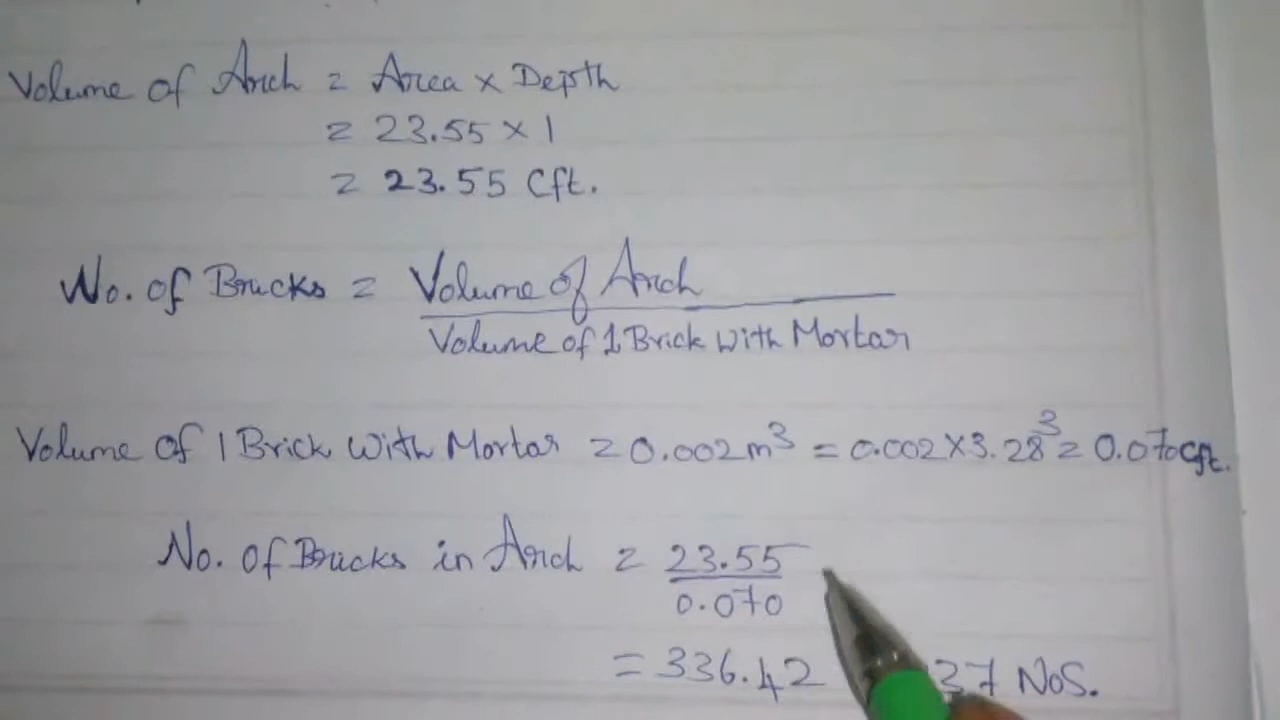 Volume of Arch = Area x Depth
= 23.55 x 1
= 23.55 Cft.
No. of Bricks = Volume of Arch
Volume of 1 Brick with Mortar
Volume of 1 Brick With Mortar = 0.002m³ = 0.002X3.28³ = 0.070Cft.
No. of Bricks in Arch = 23.55
0.070
= 336.42 37 NoS.